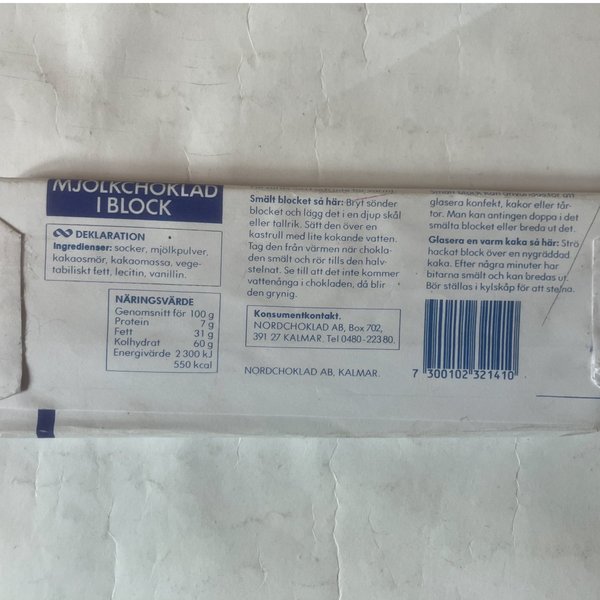 MJÖLKCHOKLAD
I BLOCK
DEKLARATION
Ingredienser: socker, mjölkpulver,
kakaosmör, kakaomassa, vege-
tabiliskt fett, lecitin, vanillin.
NÄRINGSVÄRDE
Genomsnitt för 100 g
Protein 7 g
Fett 31 g
Kolhydrat 60 g
Energivärde 2 300 kJ
550 kcal
Smält blocket så här: Bryt sönder
blocket och lägg det i en djup skål
eller tallrik. Sätt den över en
kastrull med lite kokande vatten.
Tag den från värmen när chokla-
den smält och rör tills den halv-
stelnat. Se till att det inte kommer
vattenånga i chokladen, då blir
den grynig.
Konsumentkontakt.
NORDCHOKLAD AB, Box 702,
391 27 KALMAR. Tel 0480-223 80.
NORDCHOKLAD AB, KALMAR.
glasera konfekt, kakor eller tår-
tor. Man kan antingen doppa i det
smälta blocket eller breda ut det.
Glasera en varm kaka så här: Strö
hackat block över en nygräddad
kaka. Efter några minuter har
bitarna smält och kan bredas ut.
Bör ställas i kylskåp för att stelna.
7 300102 321410